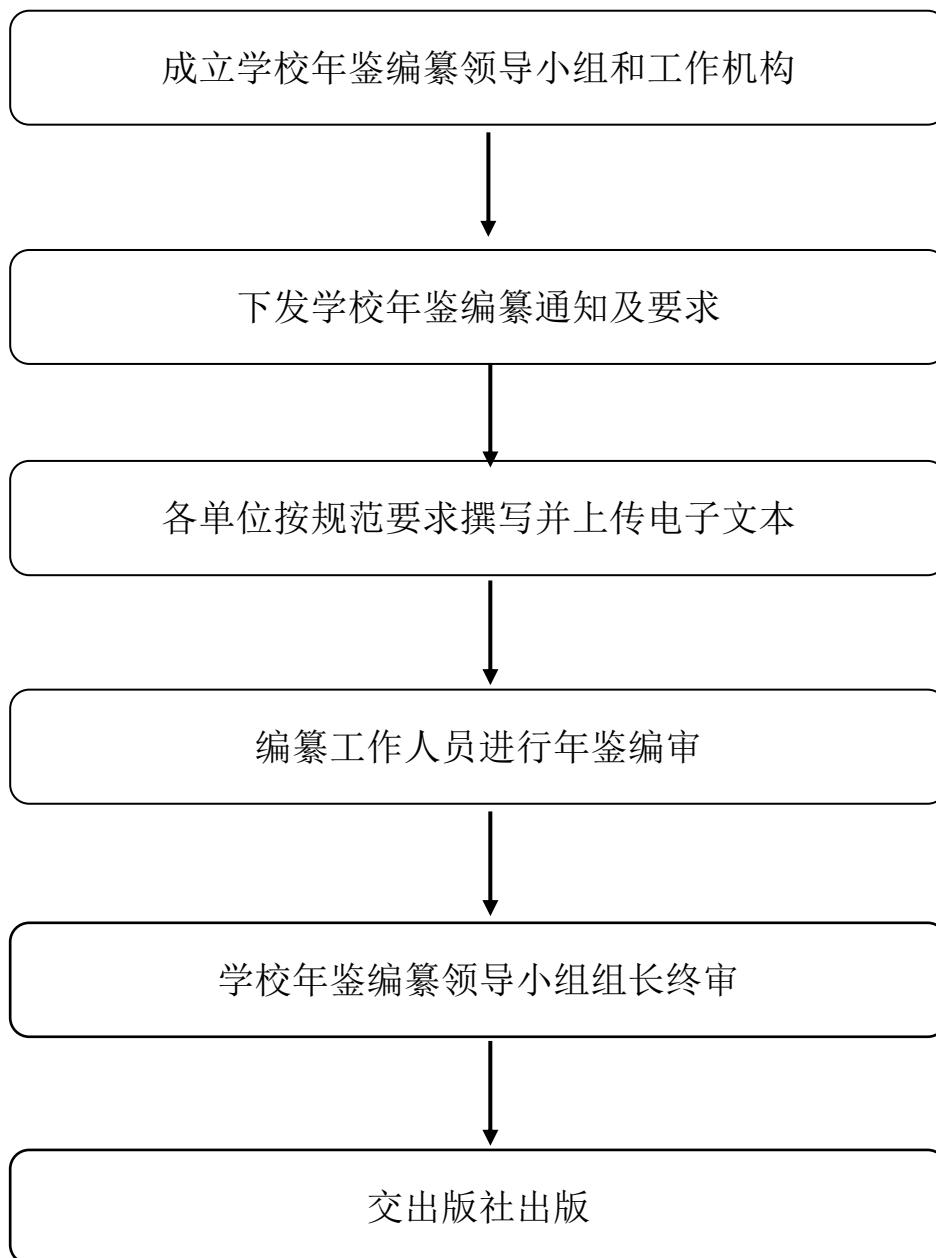 成立学校年鉴编纂领导小组和工作机构
下发学校年鉴编纂通知及要求
各单位按规范要求撰写并上传电子文本
编纂工作人员进行年鉴编审
学校年鉴编纂领导小组组长终审
交出版社出版